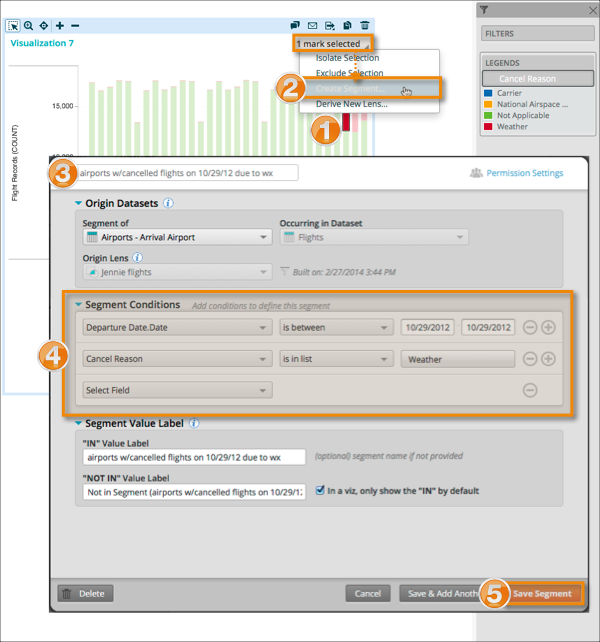 Visualization 7
1 mark selected
Isolate Selection
Exclude Selection
2
Create Segment...
Derive New Lens...
1
FILTERS
LEGENDS
Cancel Reason
Carrier
National Airspace ...
Not Applicable
Weather
15,000
Flight Records (COUNT)
3
airports w/cancelled flights on 10/29/12 due to wx
Permission Settings
Origin Datasets
Segment of
Occurring in Dataset
Airports - Arrival Airport
Flights
Origin Lens
Jennie flights
Built on: 2/27/2014 3:44 PM
Segment Conditions
Add conditions to define this segment
4
Departure Date.Date
is between
10/29/2012
10/29/2012
Cancel Reason
is in list
Weather
Select Field
Segment Value Label
"IN" Value Label
airports w/cancelled flights on 10/29/12 due to wx
(optional) segment name if not provided
"NOT IN" Value Label
Not in Segment (airports w/cancelled flights on 10/29/12
In a viz, only show the "IN" by default
Delete
Cancel
Save & Add Anoth
5
Save Segment